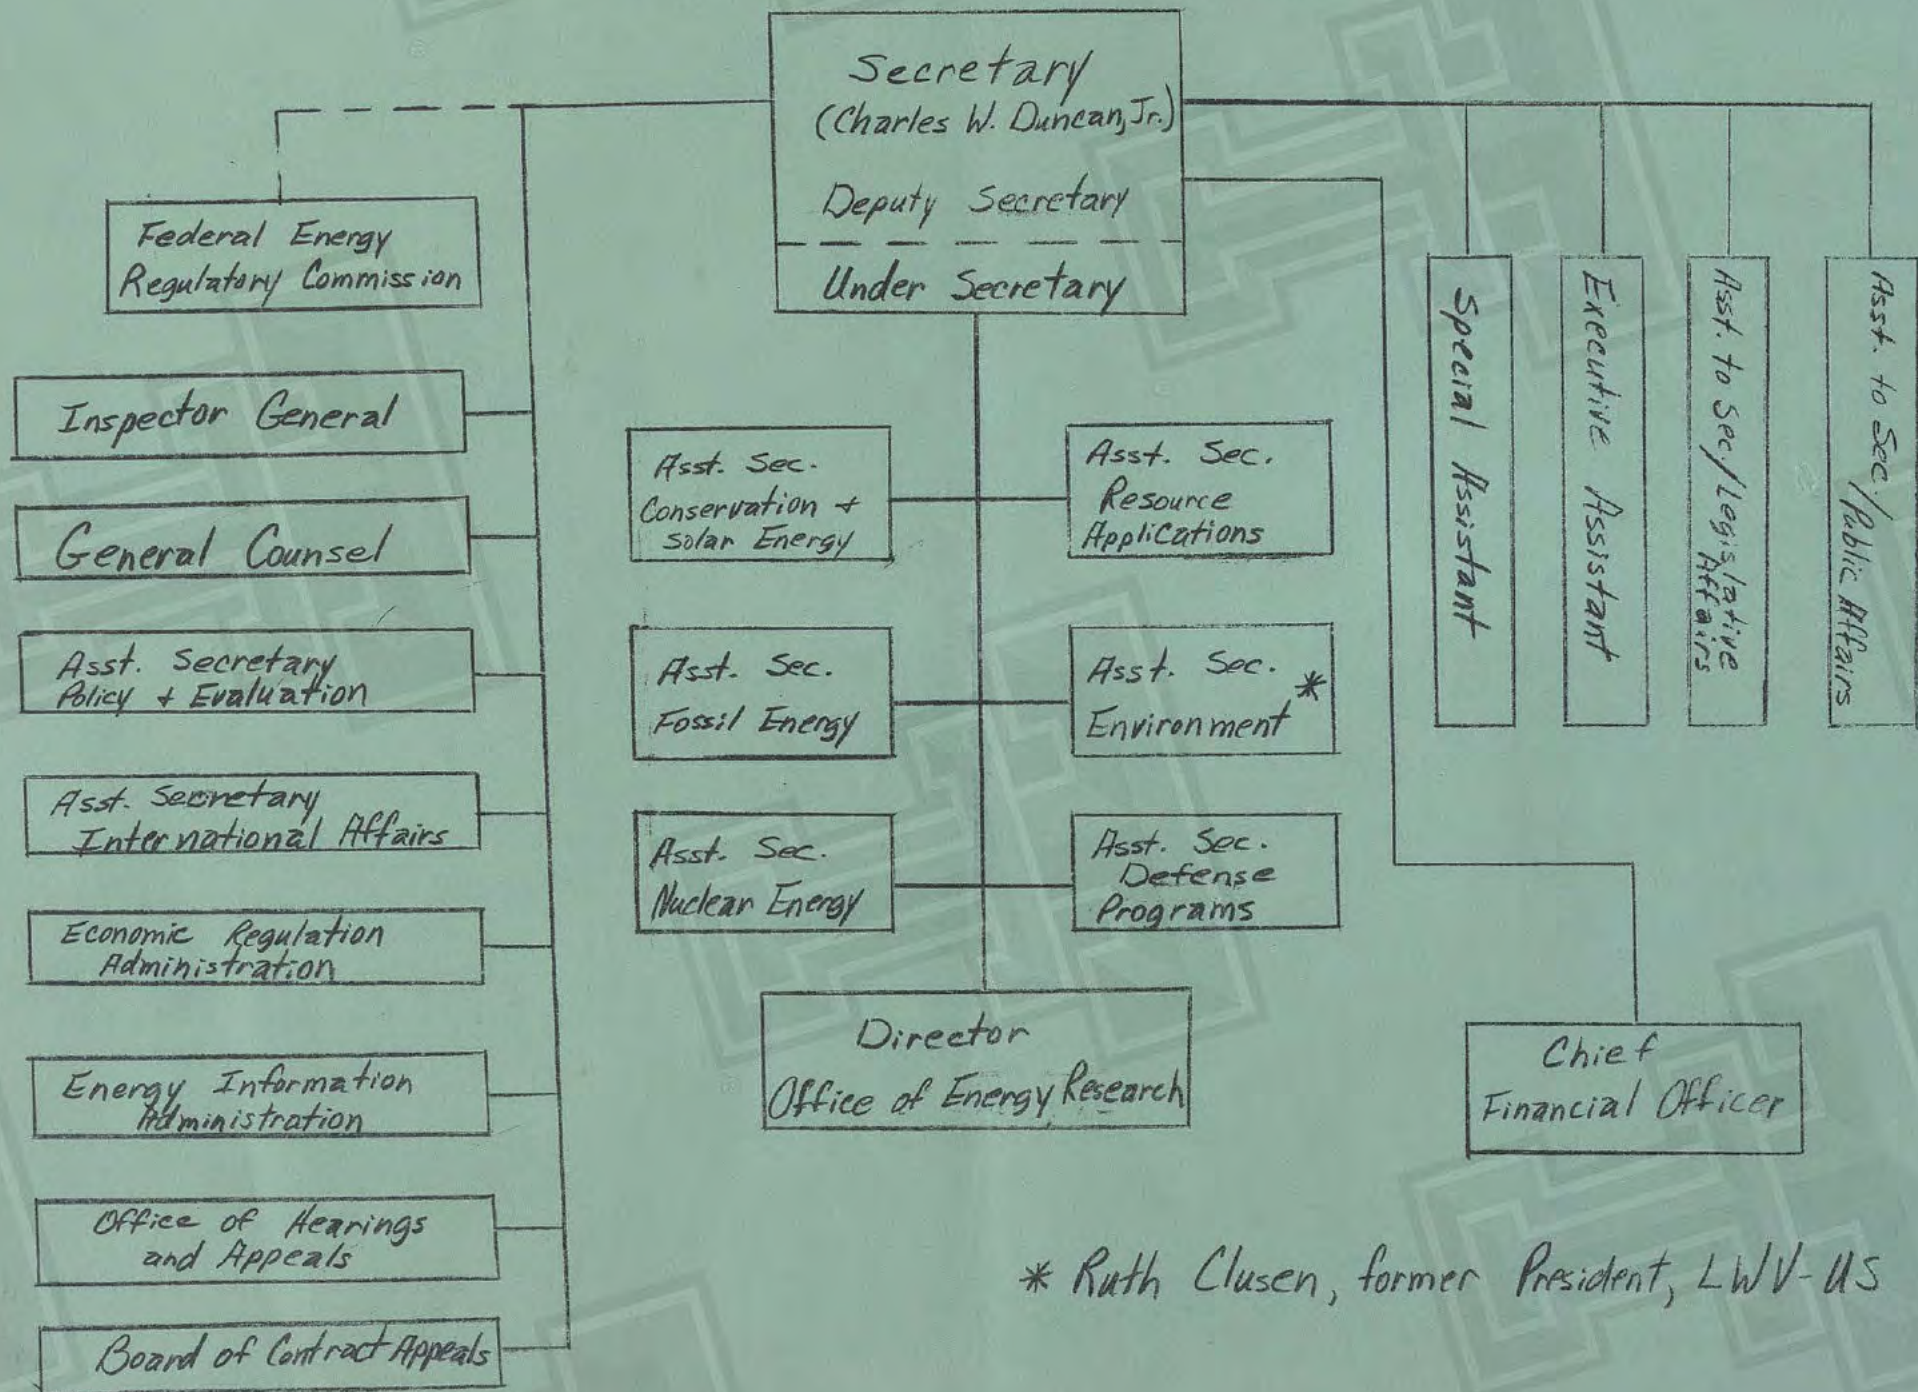 Secretary
(Charles W. Duncan, Jr.)
Deputy Secretary
Under Secretary
Federal Energy
Regulatory Commission
Inspector General
General Counsel
Asst. Secretary
Policy + Evaluation
Asst. Secretary
International Affairs
Economic Regulation
Administration
Energy Information
Administration
Office of Hearings
and Appeals
Board of Contract Appeals
Asst. Sec.
Conservation +
Solar Energy
Asst. Sec.
Resource
Applications
Asst. Sec.
Fossil Energy
Asst. Sec.
Environment *
Asst. Sec.
Nuclear Energy
Asst. Sec.
Defense
Programs
Director
Office of Energy Research
Special Assistant
Executive Assistant
Asst. to Sec./Legislative
Affairs
Asst. to Sec./Public Affairs
Chief
Financial Officer
* Ruth Clusen, former President, LWV-US